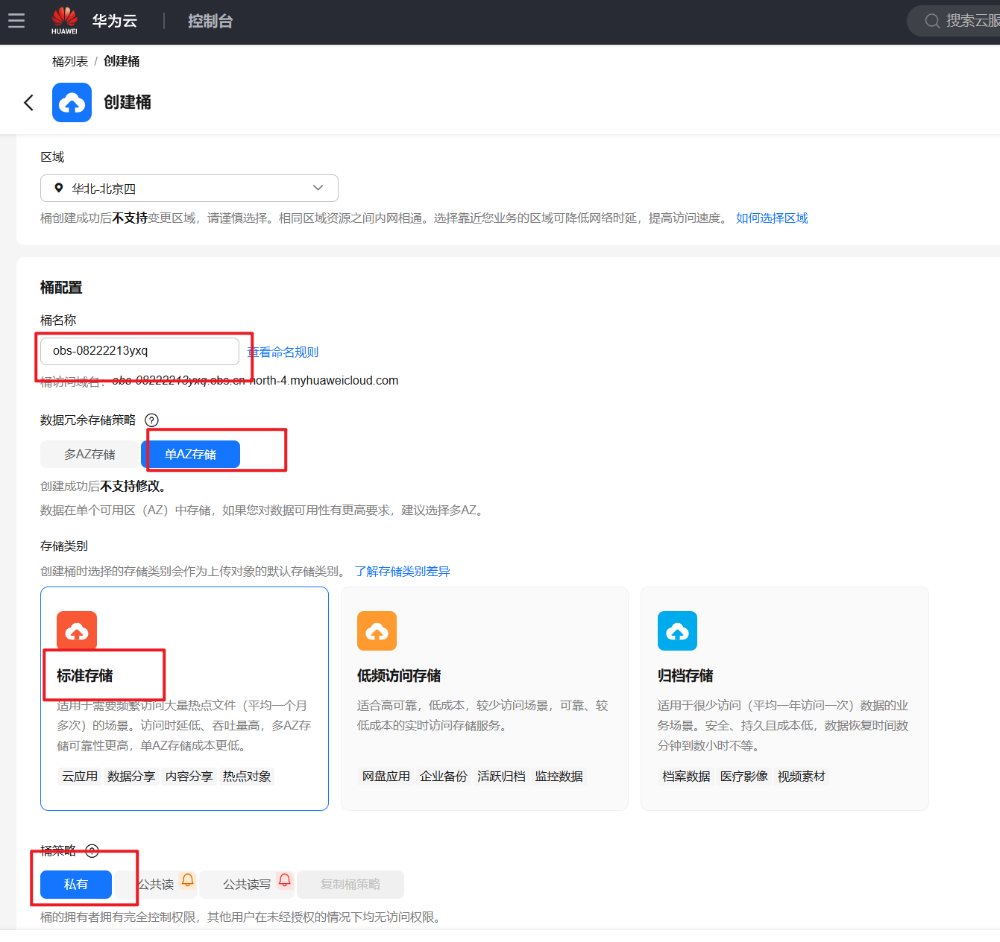 HUAWEI 华为云 控制台 搜索云服
桶列表 / 创建桶
创建桶
区域
华北-北京四
桶创建成功后不支持变更区域，请谨慎选择。相同区域资源之间内网相通。选择靠近您业务的区域可降低网络时延，提高访问速度。 如何选择区域
桶配置
桶名称
obs-08222213yxq 查看命名规则
桶访问域名：obs-08222213yxq.obs.cn-north-4.myhuaweicloud.com
数据冗余存储策略 ?
多AZ存储 单AZ存储
创建成功后不支持修改。
数据在单个可用区（AZ）中存储，如果您对数据可用性有更高要求，建议选择多AZ。
存储类别
创建桶时选择的存储类别会作为上传对象的默认存储类别。 了解存储类别差异
标准存储
适用于需要频繁访问大量热点文件（平均一个月
多次）的场景。访问时延低、吞吐量高，多AZ存
储可靠性更高，单AZ存储成本更低。
云应用 数据分享 内容分享 热点对象
低频访问存储
适合高可靠，低成本，较少访问场景，可靠、较
低成本的实时访问存储服务。
网盘应用 企业备份 活跃归档 监控数据
归档存储
适用于很少访问（平均一年访问一次）数据的业
务场景。安全、持久且成本低，数据恢复时间数
分钟到数小时不等。
档案数据 医疗影像 视频素材
桶策略 ?
私有 公共读 公共读写 复制桶策略
桶的拥有者拥有完全控制权限，其他用户在未经授权的情况下均无访问权限。